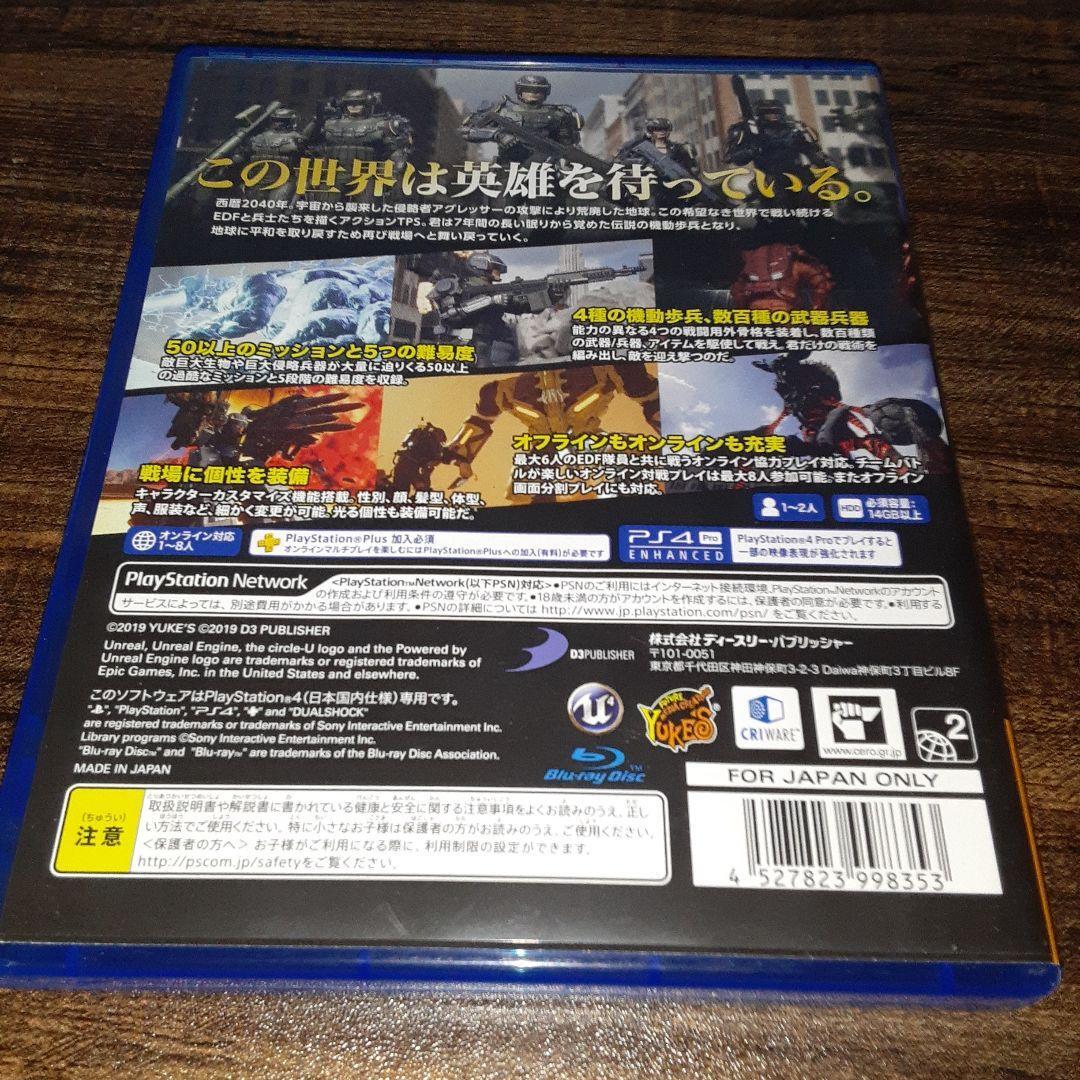 この世界は英雄を待っている。
西暦2040年。宇宙から襲来した侵略者アグレッサーの攻撃により荒廃した地球。この希望なき世界で戦い続ける
EDFと兵士たちを描くアクションTPS。君は7年間の長い眠りから覚めた伝説の機動歩兵となり、
地球に平和を取り戻すため再び戦場へと舞い戻っていく。
50以上のミッションと5つの難易度
敵巨大生物や巨大侵略兵器が大量に迫りくる50以上
の過酷なミッションと5段階の難易度を収録。
4種の機動歩兵、数百種の武器兵器
能力の異なる4つの戦闘用外骨格を装着し、数百種類
の武器/兵器、アイテムを駆使して戦え。君だけの戦術を
編み出し、敵を迎え撃つのだ。
戦場に個性を装備
キャラクターカスタマイズ機能搭載。性別、顔、髪型、体型、
声、服装など、細かく変更が可能。光る個性も装備可能だ。
オフラインもオンラインも充実
最大6人のEDF隊員と共に戦うオンライン協力プレイ対応。チームバト
ルが楽しいオンライン対戦プレイは最大8人参加可能。またオフライン
画面分割プレイにも対応。
1~2人
HDD 必須容量:
14GB以上
オンライン対応
1~8人
PlayStation®Plus 加入必須
オンラインマルチプレイを楽しむにはPlayStation®Plusへの加入(有料)が必要です
PS4 Pro
ENHANCED
PlayStation®4 Proでプレイすると
一部の映像表現が強化されます
PlayStation Network
<PlayStation™Network(以下PSN)対応>●PSNのご利用にはインターネット接続環境、PlayStation™Networkのアカウント
の作成および利用条件の遵守が必要です。●18歳未満の方がアカウントを作成するには、保護者の同意が必要です。●利用する
サービスによっては、別途費用がかかる場合があります。●PSNの詳細については http://www.jp.playstation.com/psn/ をご覧ください。
©2019 YUKE'S ©2019 D3 PUBLISHER
Unreal, Unreal Engine, the circle-U logo and the Powered by
Unreal Engine logo are trademarks or registered trademarks of
Epic Games, Inc. in the United States and elsewhere.
D3PUBLISHER
株式会社ディースリー・パブリッシャー
〒101-0051
東京都千代田区神田神保町3-2-3 Daiwa神保町3丁目ビル8F
このソフトウェアはPlayStation®4(日本国内仕様)専用です。
"", "PlayStation", "PS4", "" and "DUALSHOCK"
are registered trademarks or trademarks of Sony Interactive Entertainment Inc.
Library programs ©Sony Interactive Entertainment Inc.
"Blu-ray Disc™" and "Blu-ray™" are trademarks of the Blu-ray Disc Association.
MADE IN JAPAN
Blu-ray Disc™
FUTURE MEDIA CREATOR
YUKE'S
CRIWARE™
www.cero.gr.jp
2
FOR JAPAN ONLY
4 527823 998353
(ちゅうい)
注意
取扱説明書や解説書に書かれている健康と安全に関する注意事項をよくお読みのうえ、正し
い方法でご使用ください。特に小さなお子様は保護者の方がお読みのうえ、ご使用ください。
<保護者の方へ> お子様がご利用になる際に、利用制限の設定ができます。
http://pscom.jp/safetyをご覧ください。